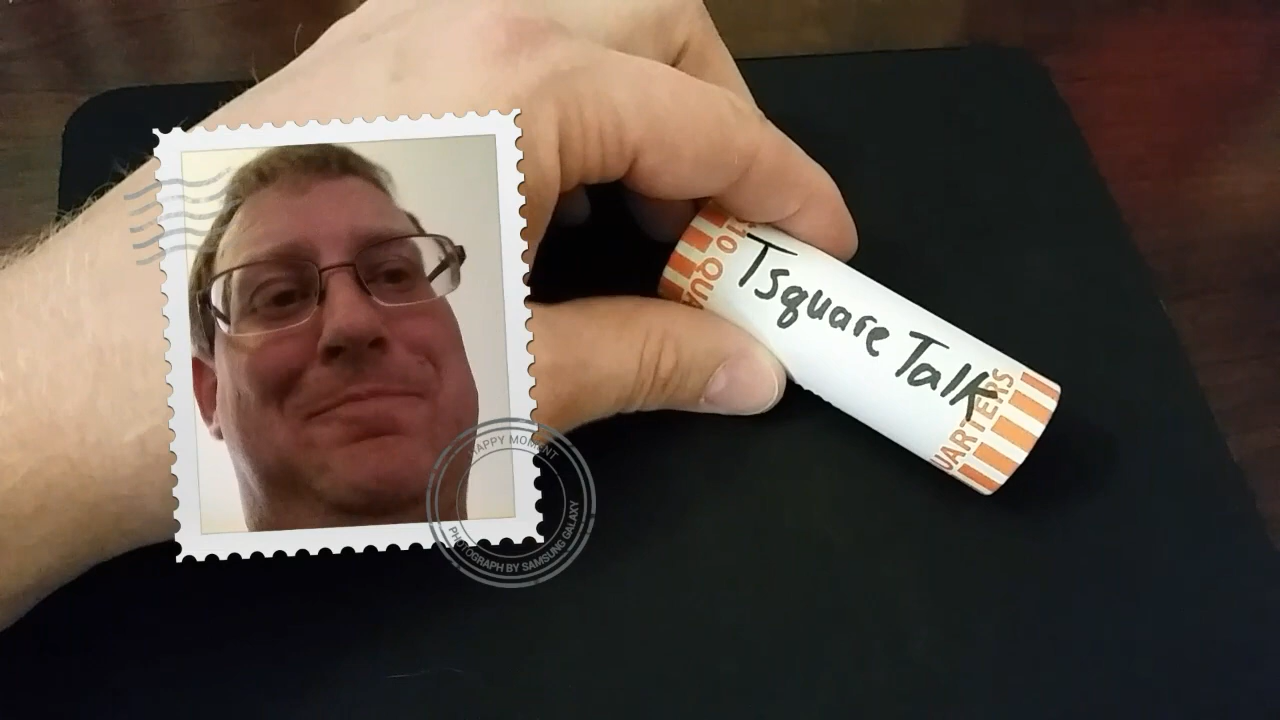 HAPPY MOMENT
PHOTOGRAPH BY SAMSUNG GALAXY
Tsquare Talk
QUARTERS